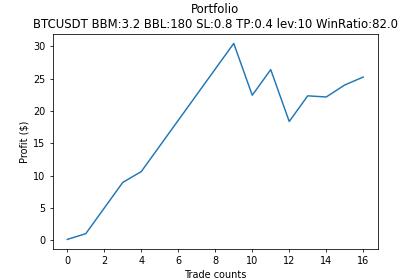 Portfolio
BTCUSDT BBM:3.2 BBL:180 SL:0.8 TP:0.4 lev:10 WinRatio:82.0
30
25
20
15
10
5
0
Profit ($)
0 2 4 6 8 10 12 14 16
Trade counts